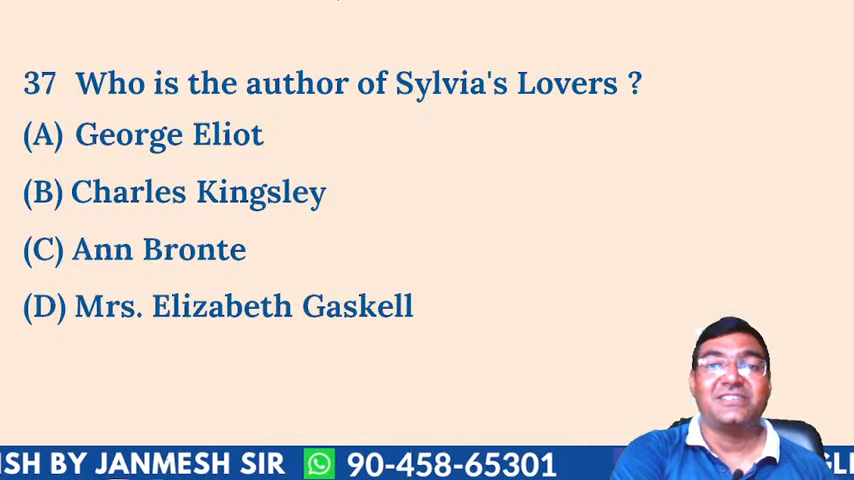 37 Who is the author of Sylvia's Lovers ?
(A) George Eliot
(B) Charles Kingsley
(C) Ann Bronte
(D) Mrs. Elizabeth Gaskell
ISH BY JANMESH SIR 90-458-65301